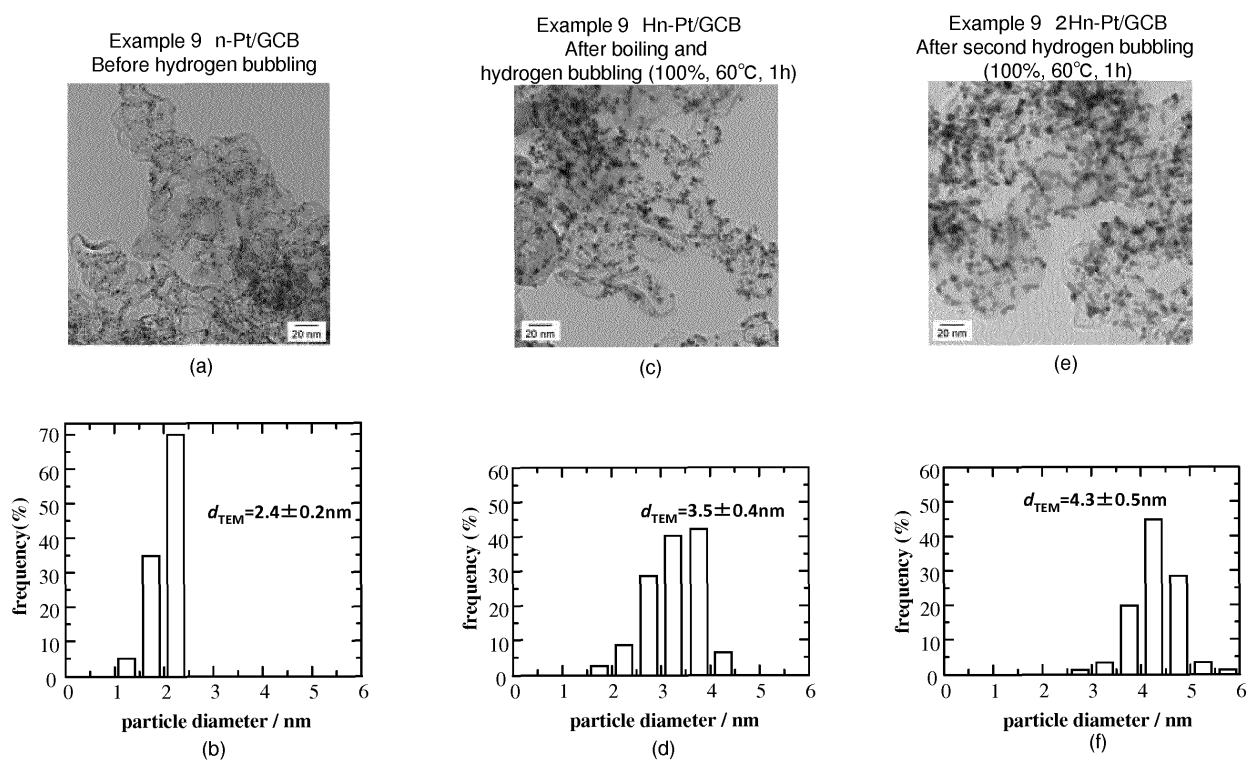 Example 9 n-Pt/GCB
Before hydrogen bubbling
20 nm
(a)
Example 9 Hn-Pt/GCB
After boiling and
hydrogen bubbling (100%, 60℃, 1h)
20 nm
(c)
Example 9 2Hn-Pt/GCB
After second hydrogen bubbling
(100%, 60℃, 1h)
20 nm
(e)
frequency(%)
70
60
50
40
30
20
10
0
dTEM=2.4±0.2nm
0 1 2 3 4 5 6
particle diameter / nm
(b)
frequency (%)
60
50
40
30
20
10
0
dTEM=3.5±0.4nm
0 1 2 3 4 5 6
particle diameter / nm
(d)
frequency (%)
60
50
40
30
20
10
0
dTEM=4.3±0.5nm
0 1 2 3 4 5 6
particle diameter / nm
(f)